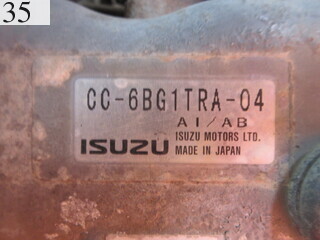 35
CC-6BG1TRA-04
AI/AB
ISUZU MOTORS LTD.
ISUZU MADE IN JAPAN